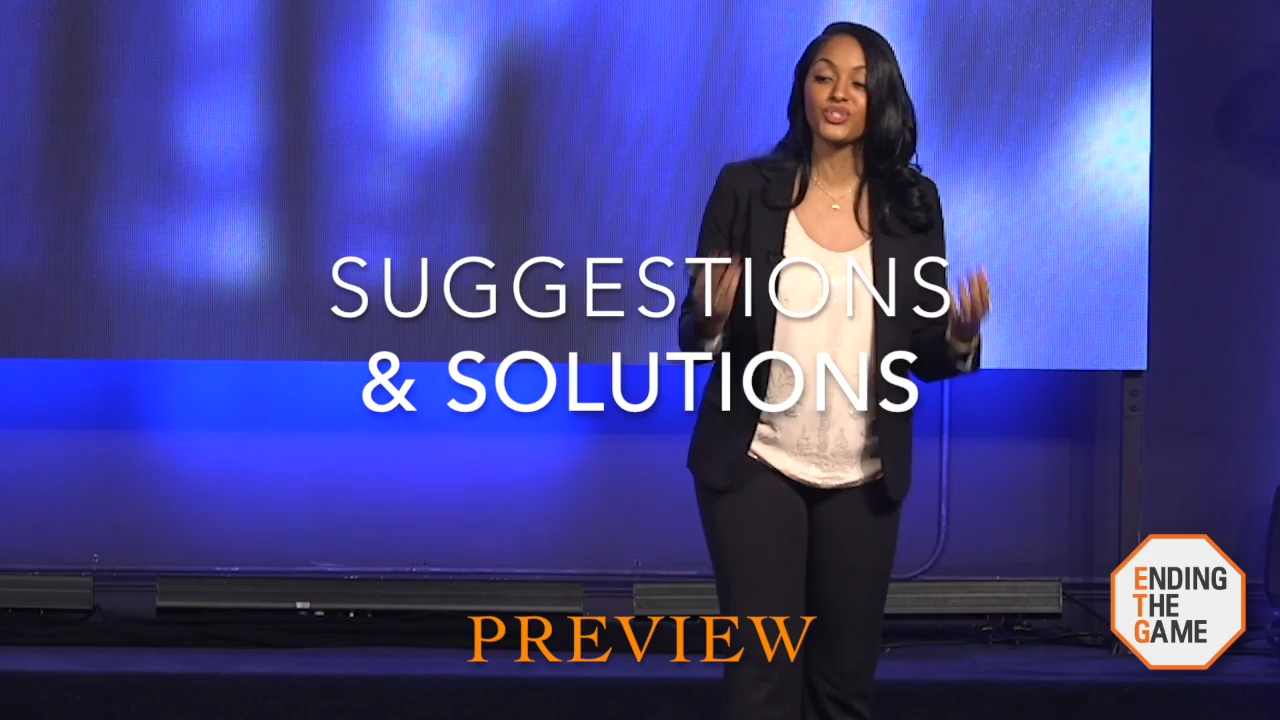 SUGGESTIONS
& SOLUTIONS
PREVIEW
ENDING
THE
GAME